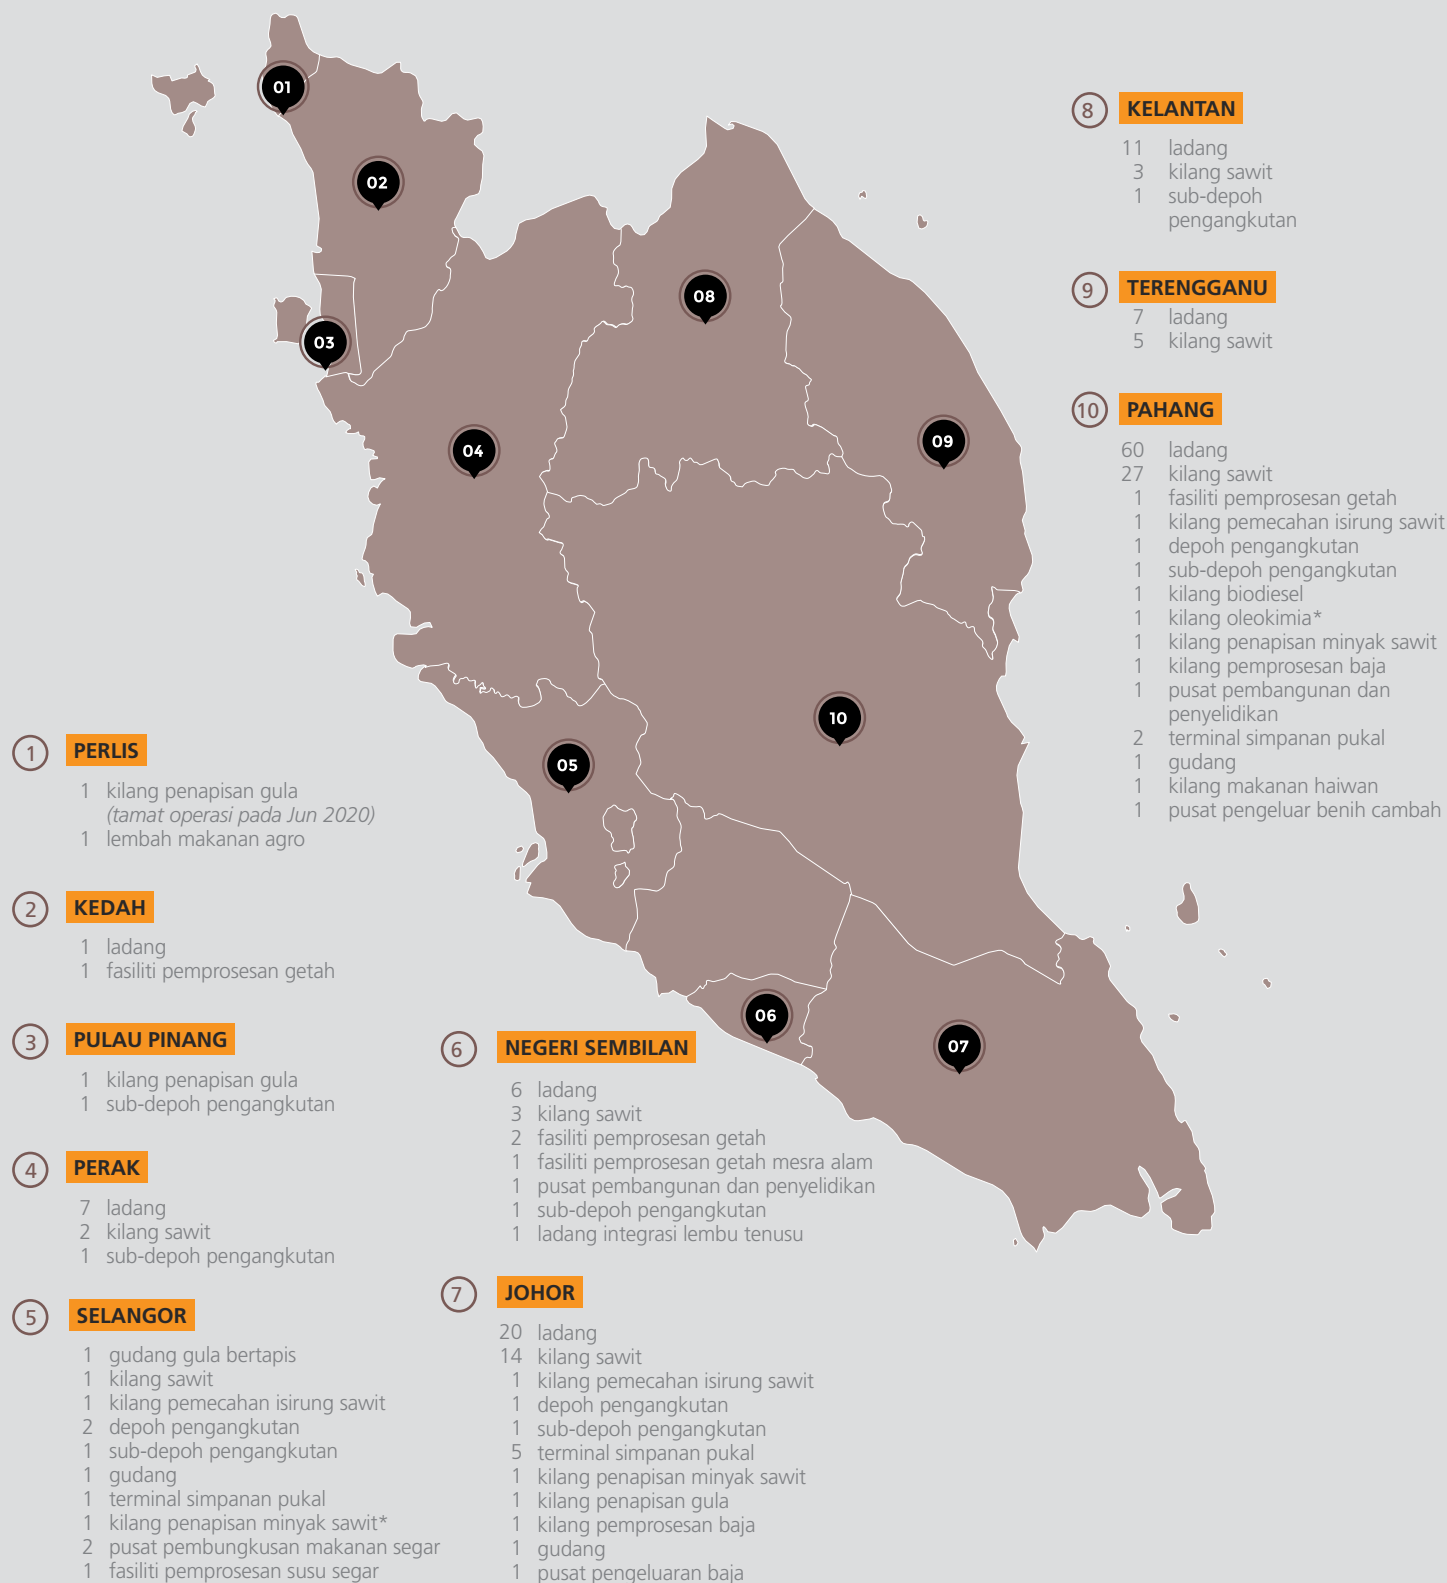 01
02
03
04
05
06
07
08
09
10
1 PERLIS
1 kilang penapisan gula
(tamat operasi pada Jun 2020)
1 lembah makanan agro
2 KEDAH
1 ladang
1 fasiliti pemprosesan getah
3 PULAU PINANG
1 kilang penapisan gula
1 sub-depoh pengangkutan
4 PERAK
7 ladang
2 kilang sawit
1 sub-depoh pengangkutan
5 SELANGOR
1 gudang gula bertapis
1 kilang sawit
1 kilang pemecahan isirung sawit
2 depoh pengangkutan
1 sub-depoh pengangkutan
1 gudang
1 terminal simpanan pukal
1 kilang penapisan minyak sawit*
2 pusat pembungkusan makanan segar
1 fasiliti pemprosesan susu segar
6 NEGERI SEMBILAN
6 ladang
3 kilang sawit
2 fasiliti pemprosesan getah
1 fasiliti pemprosesan getah mesra alam
1 pusat pembangunan dan penyelidikan
1 sub-depoh pengangkutan
1 ladang integrasi lembu tenusu
7 JOHOR
20 ladang
14 kilang sawit
1 kilang pemecahan isirung sawit
1 depoh pengangkutan
1 sub-depoh pengangkutan
5 terminal simpanan pukal
1 kilang penapisan minyak sawit
1 kilang penapisan gula
1 kilang pemprosesan baja
1 gudang
1 pusat pengeluaran baja
8 KELANTAN
11 ladang
3 kilang sawit
1 sub-depoh
pengangkutan
9 TERENGGANU
7 ladang
5 kilang sawit
10 PAHANG
60 ladang
27 kilang sawit
1 fasiliti pemprosesan getah
1 kilang pemecahan isirung sawit
1 depoh pengangkutan
1 sub-depoh pengangkutan
1 kilang biodiesel
1 kilang oleokimia*
1 kilang penapisan minyak sawit
1 kilang pemprosesan baja
1 pusat pembangunan dan
penyelidikan
2 terminal simpanan pukal
1 gudang
1 kilang makanan haiwan
1 pusat pengeluar benih cambah